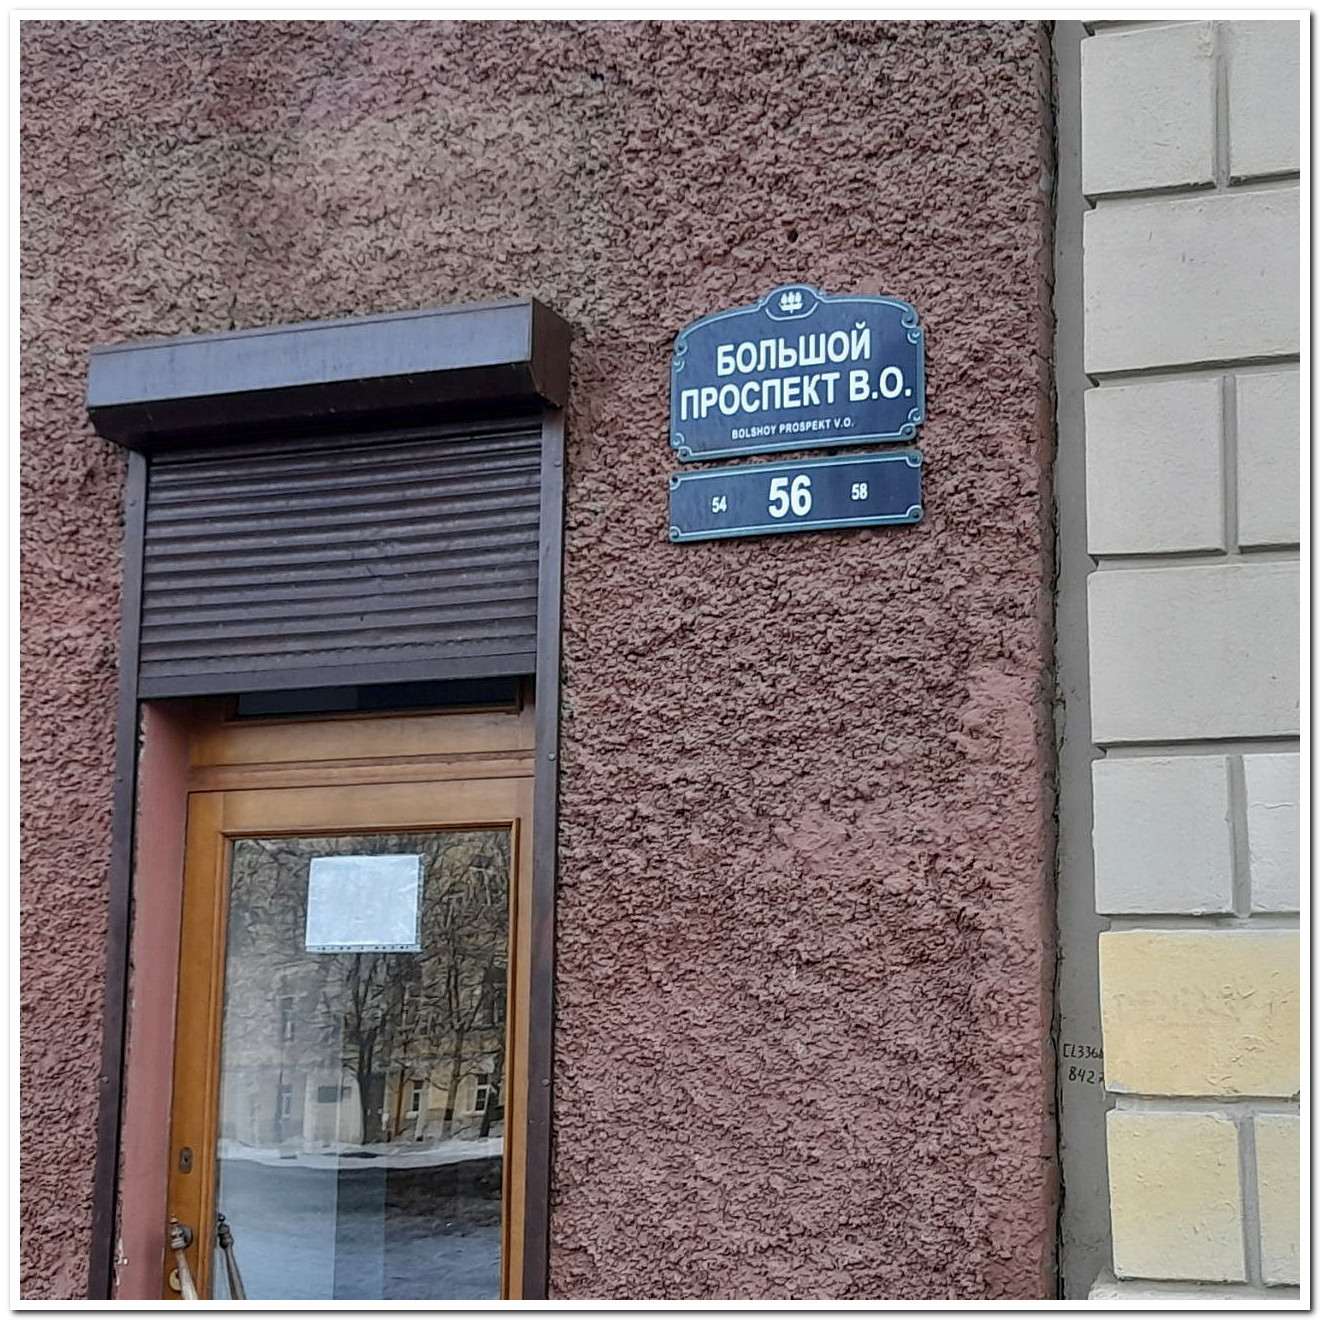 БОЛЬШОЙ
ПРОСПЕКТ В.О.
BOLSHOY PROSPEKT V.O.
54 56 58